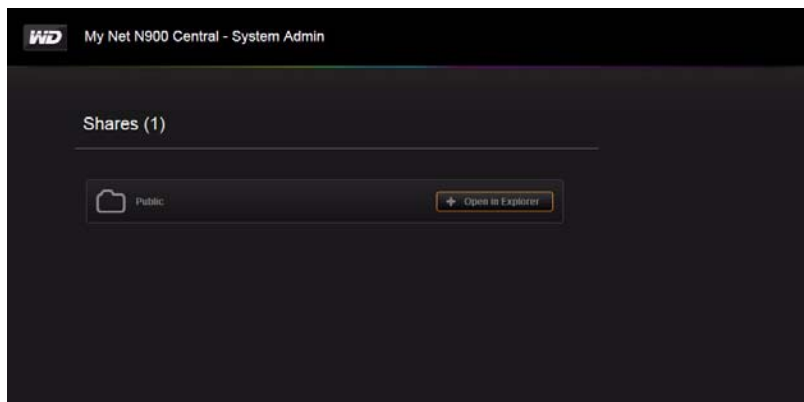 WD My Net N900 Central - System Admin
Shares (1)
Public + Open in Explorer